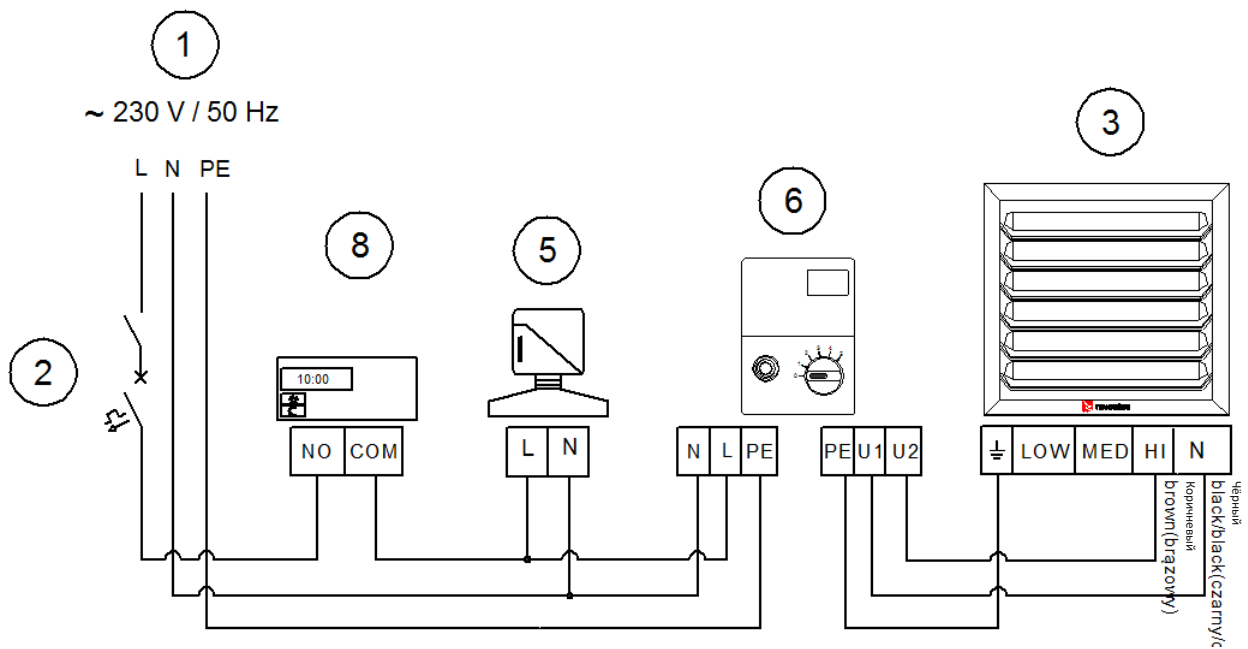 1
~ 230 V / 50 Hz
L N PE
3
6
8
5
2
10:00
NO COM
L N
N L PE
PE U1 U2
LOW MED HI N
brown(brązowy)
Коричневый
black/black(czarny/c
Чёрный